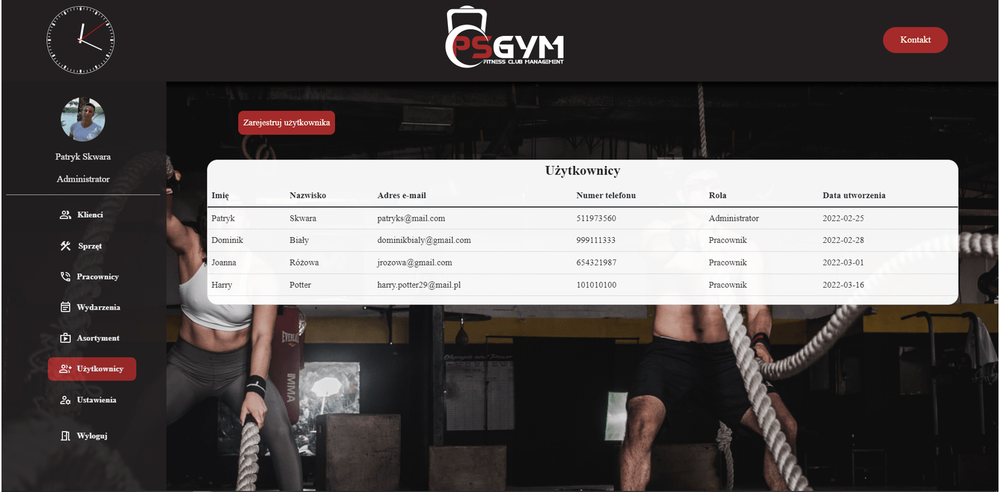 PSGYM
FITNESS CLUB MANAGEMENT
Kontakt
Patryk Skwara
Administrator
Klienci
Sprzęt
Pracownicy
Wydarzenia
Asortyment
Użytkownicy
Ustawienia
Wyloguj
Zarejestruj użytkownika
Użytkownicy
Imię Nazwisko Adres e-mail Numer telefonu Rola Data utworzenia
Patryk Skwara patryks@mail.com 511973560 Administrator 2022-02-25
Dominik Biały dominikbialy@gmail.com 999111333 Pracownik 2022-02-28
Joanna Różowa jrozowa@gmail.com 654321987 Pracownik 2022-03-01
Harry Potter harry.potter29@mail.pl 101010100 Pracownik 2022-03-16
EVERLA
MMA